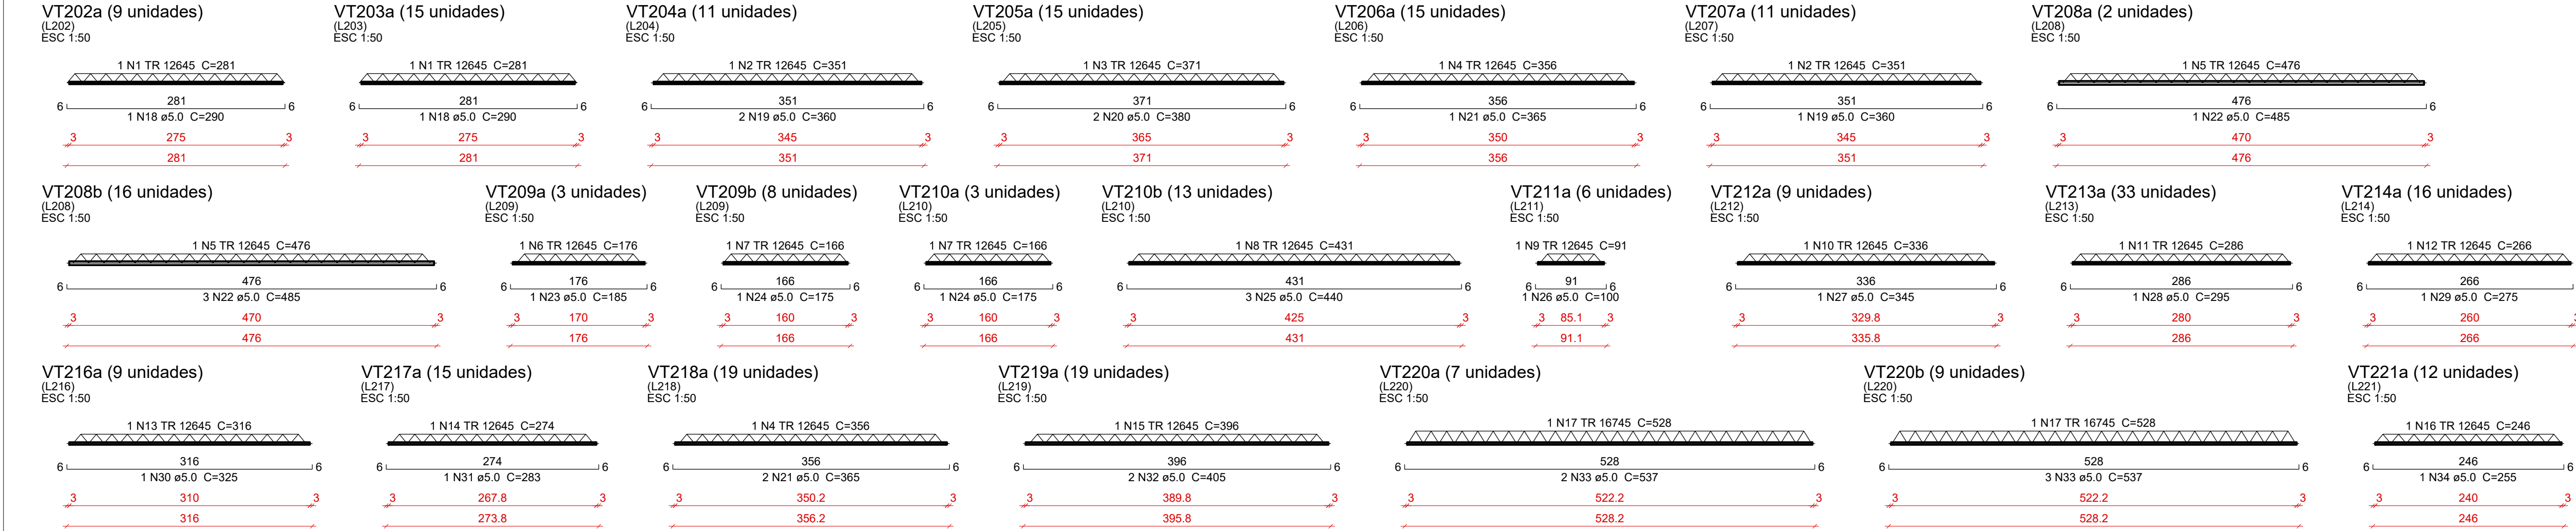 VT202a (9 unidades)
(L202)
ESC 1:50
1 N1 TR 12645 C=281
6 281 6
1 N18 ø5.0 C=290
3 275 3
281
VT203a (15 unidades)
(L203)
ESC 1:50
1 N1 TR 12645 C=281
6 281 6
1 N18 ø5.0 C=290
3 275 3
281
VT204a (11 unidades)
(L204)
ESC 1:50
1 N2 TR 12645 C=351
6 351 6
2 N19 ø5.0 C=360
3 345 3
351
VT205a (15 unidades)
(L205)
ESC 1:50
1 N3 TR 12645 C=371
6 371 6
2 N20 ø5.0 C=380
3 365 3
371
VT206a (15 unidades)
(L206)
ESC 1:50
1 N4 TR 12645 C=356
6 356 6
1 N21 ø5.0 C=365
3 350 3
356
VT207a (11 unidades)
(L207)
ESC 1:50
1 N2 TR 12645 C=351
6 351 6
1 N19 ø5.0 C=360
3 345 3
351
VT208a (2 unidades)
(L208)
ESC 1:50
1 N5 TR 12645 C=476
6 476 6
1 N22 ø5.0 C=485
3 470 3
476
VT208b (16 unidades)
(L208)
ESC 1:50
1 N5 TR 12645 C=476
6 476 6
3 N22 ø5.0 C=485
3 470 3
476
VT209a (3 unidades)
(L209)
ESC 1:50
1 N6 TR 12645 C=176
6 176 6
1 N23 ø5.0 C=185
3 170 3
176
VT209b (8 unidades)
(L209)
ESC 1:50
1 N7 TR 12645 C=166
6 166 6
1 N24 ø5.0 C=175
3 160 3
166
VT210a (3 unidades)
(L210)
ESC 1:50
1 N7 TR 12645 C=166
6 166 6
1 N24 ø5.0 C=175
3 160 3
166
VT210b (13 unidades)
(L210)
ESC 1:50
1 N8 TR 12645 C=431
6 431 6
3 N25 ø5.0 C=440
3 425 3
431
VT211a (6 unidades)
(L211)
ESC 1:50
1 N9 TR 12645 C=91
6 91 6
1 N26 ø5.0 C=100
3 85.1 3
91.1
VT212a (9 unidades)
(L212)
ESC 1:50
1 N10 TR 12645 C=336
6 336 6
1 N27 ø5.0 C=345
3 329.8 3
335.8
VT213a (33 unidades)
(L213)
ESC 1:50
1 N11 TR 12645 C=286
6 286 6
1 N28 ø5.0 C=295
3 280 3
286
VT214a (16 unidades)
(L214)
ESC 1:50
1 N12 TR 12645 C=266
6 266
1 N29 ø5.0 C=275
3 260 3
266
VT216a (9 unidades)
(L216)
ESC 1:50
1 N13 TR 12645 C=316
6 316 6
1 N30 ø5.0 C=325
3 310 3
316
VT217a (15 unidades)
(L217)
ESC 1:50
1 N14 TR 12645 C=274
6 274 6
1 N31 ø5.0 C=283
3 267.8 3
273.8
VT218a (19 unidades)
(L218)
ESC 1:50
1 N4 TR 12645 C=356
6 356 6
2 N21 ø5.0 C=365
3 350.2 3
356.2
VT219a (19 unidades)
(L219)
ESC 1:50
1 N15 TR 12645 C=396
6 396 6
2 N32 ø5.0 C=405
3 389.8 3
395.8
VT220a (7 unidades)
(L220)
ESC 1:50
1 N17 TR 16745 C=528
6 528 6
2 N33 ø5.0 C=537
3 522.2 3
528.2
VT220b (9 unidades)
(L220)
ESC 1:50
1 N17 TR 16745 C=528
6 528 6
3 N33 ø5.0 C=537
3 522.2 3
528.2
VT221a (12 unidades)
(L221)
ESC 1:50
1 N16 TR 12645 C=246
6 246 6
1 N34 ø5.0 C=255
3 240 3
246